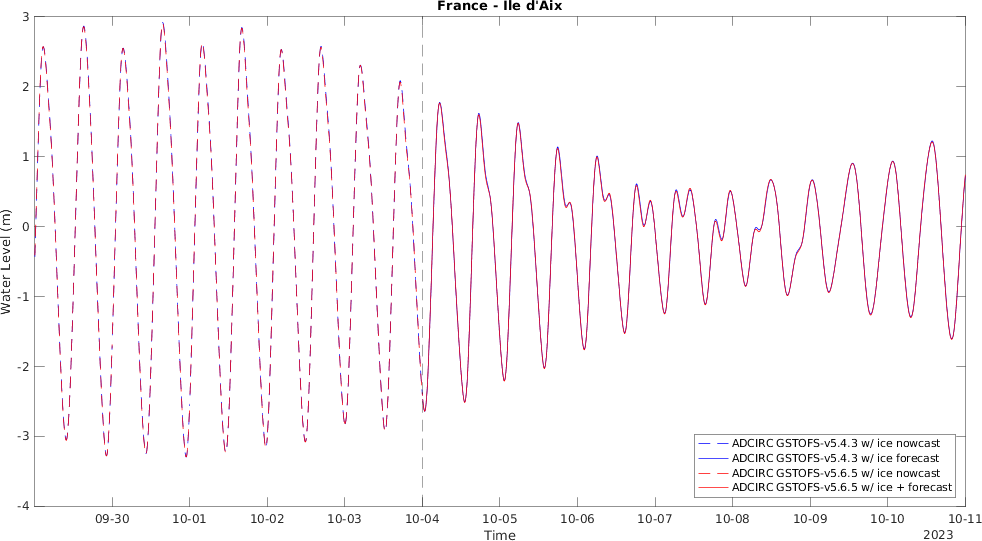 France - Ile d'Aix
Water Level (m)
3
2
1
0
-1
-2
-3
-4
ADCIRC GSTOFS-v5.4.3 w/ ice nowcast
ADCIRC GSTOFS-v5.4.3 w/ ice forecast
ADCIRC GSTOFS-v5.6.5 w/ ice nowcast
ADCIRC GSTOFS-v5.6.5 w/ ice + forecast
09-30 10-01 10-02 10-03 10-04 10-05 10-06 10-07 10-08 10-09 10-10 10-11
Time
2023